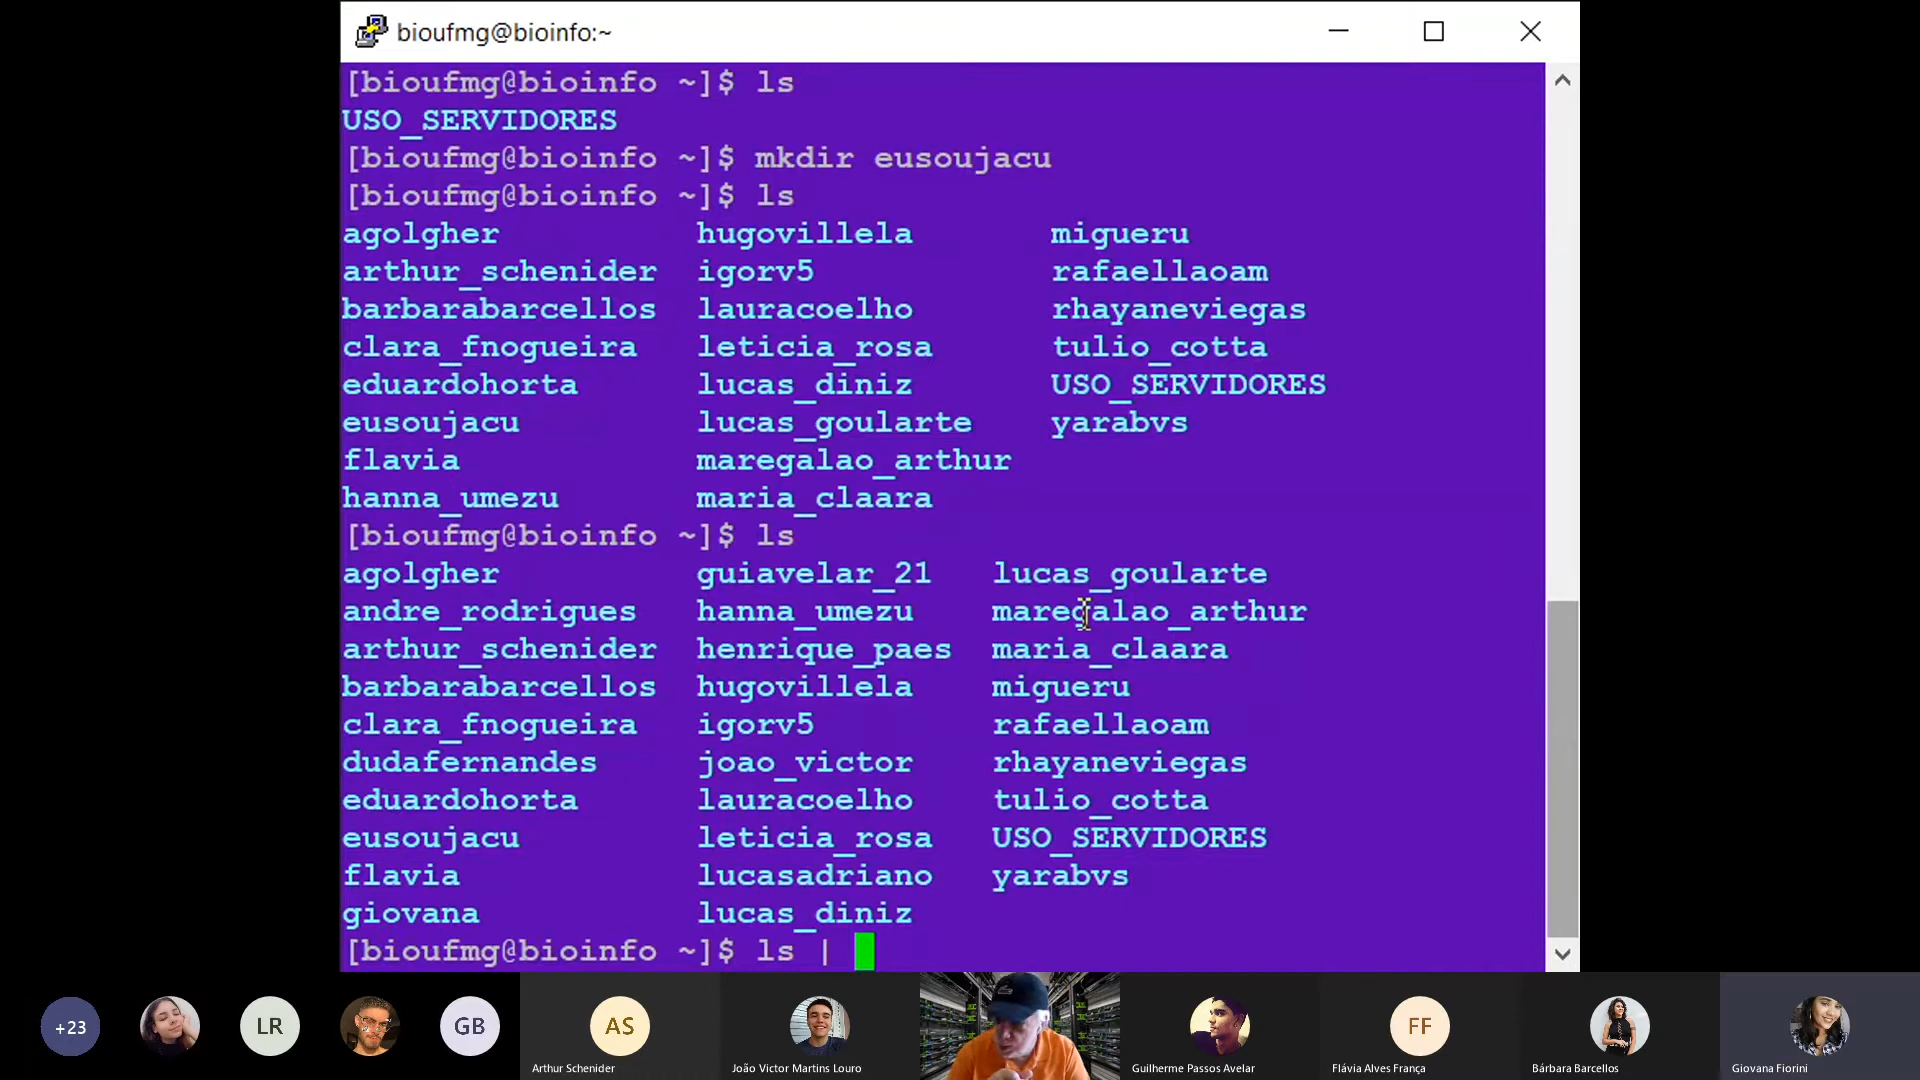 bioufmg@bioinfo:~
[bioufmg@bioinfo ~]$ ls
USO_SERVIDORES
[bioufmg@bioinfo ~]$ mkdir eusoujacu
[bioufmg@bioinfo ~]$ ls
agolgher hugovillela migueru
arthur_schenider igorv5 rafaellaoam
barbarabarcellos lauracoelho rhayaneviegas
clara_fnogueira leticia_rosa tulio_cotta
eduardohorta lucas_diniz USO_SERVIDORES
eusoujacu lucas_goularte yarabvs
flavia maregalao_arthur
hanna_umezu maria_claara
[bioufmg@bioinfo ~]$ ls
agolgher guiavelar_21 lucas_goularte
andre_rodrigues hanna_umezu maregalao_arthur
arthur_schenider henrique_paes maria_claara
barbarabarcellos hugovillela migueru
clara_fnogueira igorv5 rafaellaoam
dudafernandes joao_victor rhayaneviegas
eduardohorta lauracoelho tulio_cotta
eusoujacu leticia_rosa USO_SERVIDORES
flavia lucasadriano yarabvs
giovana lucas_diniz
[bioufmg@bioinfo ~]$ ls |
+23 LR GB AS FF
Arthur Schenider João Victor Martins Louro Guilherme Passos Avelar Flávia Alves França Bárbara Barcellos Giovana Fiorini